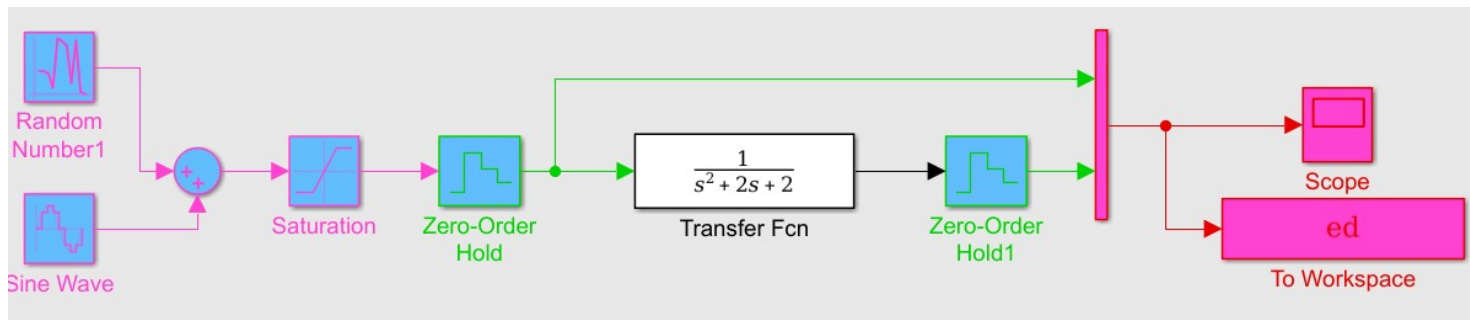 Random
Number1
Sine Wave
+
+
Saturation
Zero-Order
Hold
1
s² + 2s + 2
Transfer Fcn
Zero-Order
Hold1
Scope
ed
To Workspace